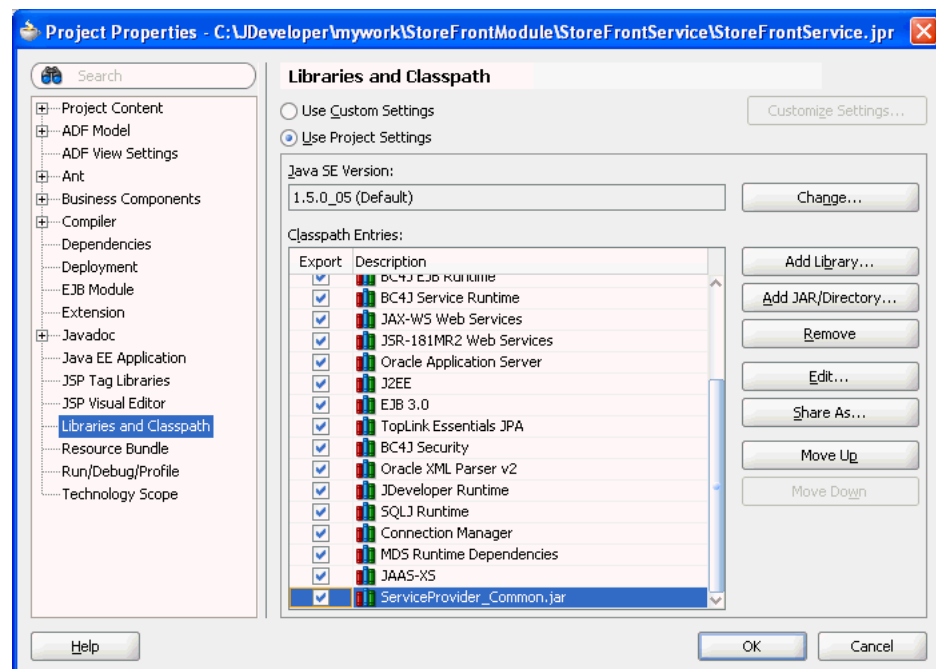 Project Properties - C:\JDeveloper\mywork\StoreFrontModule\StoreFrontService\StoreFrontService.jpr
Search
Project Content
ADF Model
ADF View Settings
Ant
Business Components
Compiler
Dependencies
Deployment
EJB Module
Extension
Javadoc
Java EE Application
JSP Tag Libraries
JSP Visual Editor
Libraries and Classpath
Resource Bundle
Run/Debug/Profile
Technology Scope
Libraries and Classpath
Use Custom Settings
Customize Settings...
Use Project Settings
Java SE Version:
1.5.0_05 (Default)
Change...
Classpath Entries:
Export Description
BC4J EJB Runtime
BC4J Service Runtime
JAX-WS Web Services
JSR-181MR2 Web Services
Oracle Application Server
J2EE
EJB 3.0
TopLink Essentials JPA
BC4J Security
Oracle XML Parser v2
JDeveloper Runtime
SQLJ Runtime
Connection Manager
MDS Runtime Dependencies
JAAS-XS
ServiceProvider_Common.jar
Add Library...
Add JAR/Directory...
Remove
Edit...
Share As...
Move Up
Move Down
Help
OK
Cancel